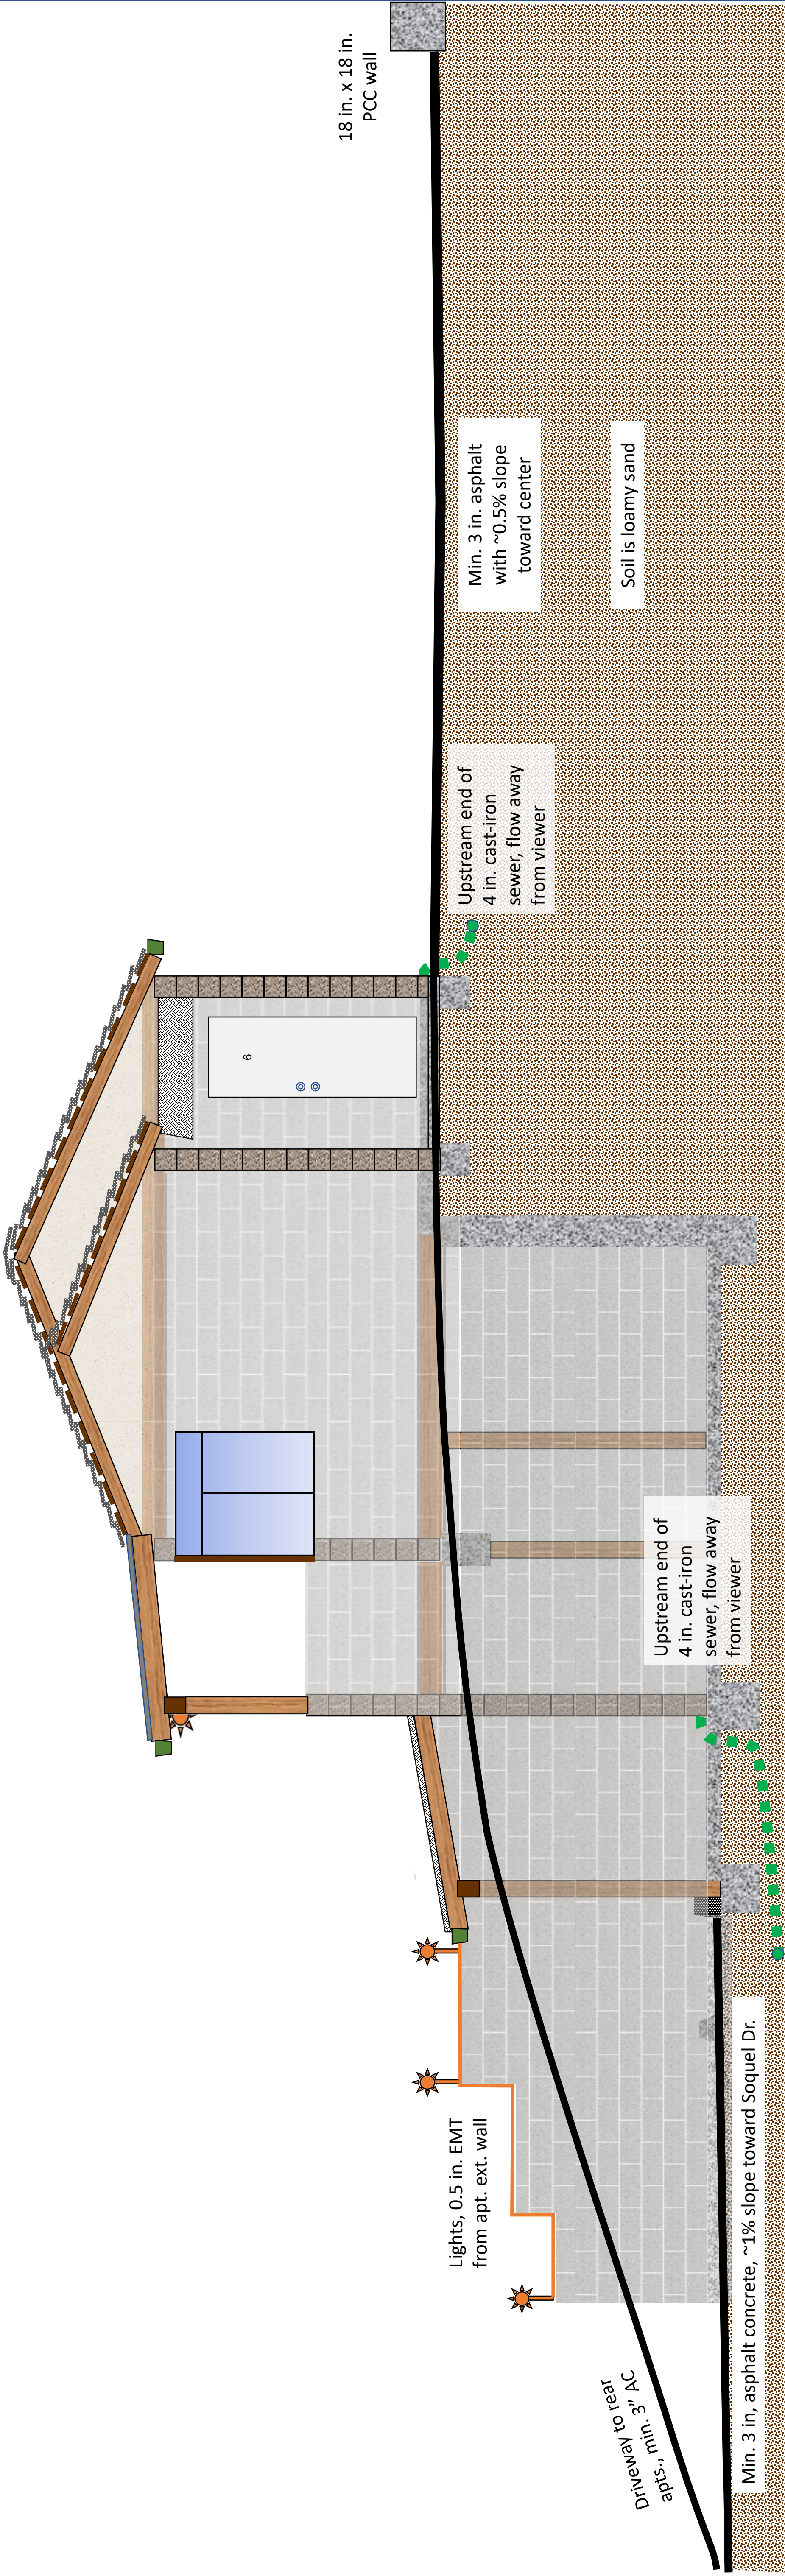 Driveway to rear
apts., min. 3” AC
Min. 3 in, asphalt concrete, ~1% slope toward Soquel Dr.
Lights, 0.5 in. EMT
from apt. ext. wall
Upstream end of
4 in. cast-iron
sewer, flow away
from viewer
6
Upstream end of
4 in. cast-iron
sewer, flow away
from viewer
Min. 3 in. asphalt
with ~0.5% slope
toward center
Soil is loamy sand
18 in. x 18 in.
PCC wall